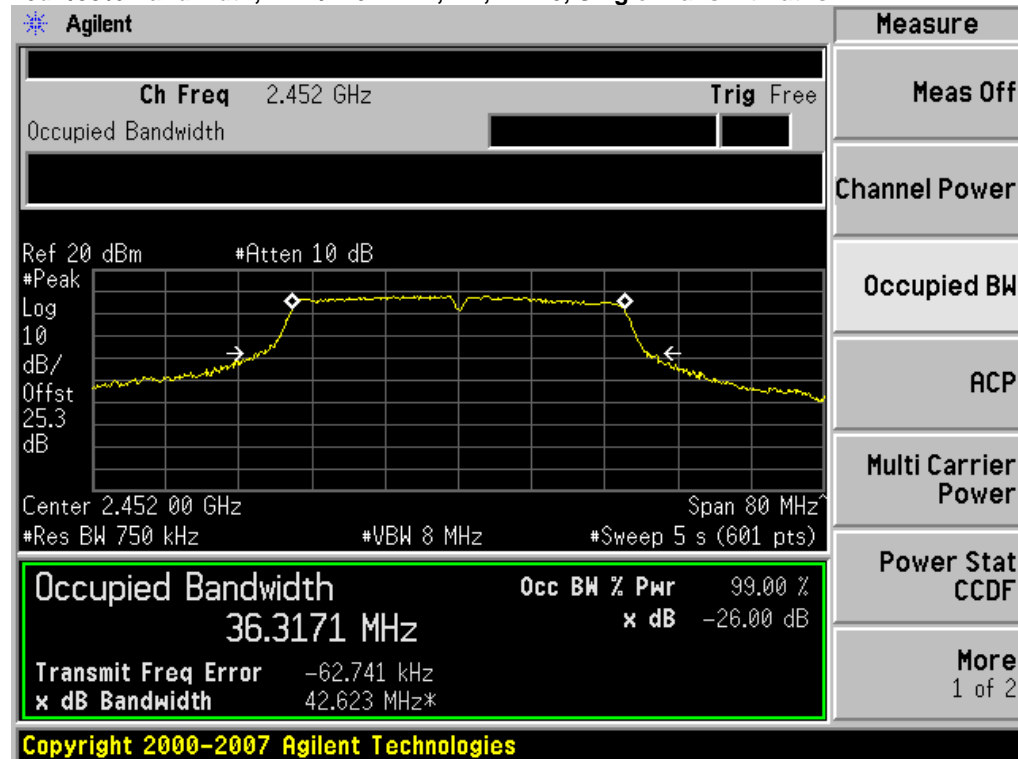 Agilent
Measure
Ch Freq 2.452 GHz Trig Free
Occupied Bandwidth
Ref 20 dBm #Atten 10 dB
#Peak
Log
10
dB/
Offst
25.3
dB
Center 2.452 00 GHz Span 80 MHz^
#Res BW 750 kHz #VBW 8 MHz #Sweep 5 s (601 pts)
Occupied Bandwidth
36.3171 MHz
Occ BW % Pwr 99.00 %
x dB -26.00 dB
Transmit Freq Error -62.741 kHz
x dB Bandwidth 42.623 MHz*
Meas Off
Channel Power
Occupied BW
ACP
Multi Carrier
Power
Power Stat
CCDF
More
1 of 2
Copyright 2000-2007 Agilent Technologies